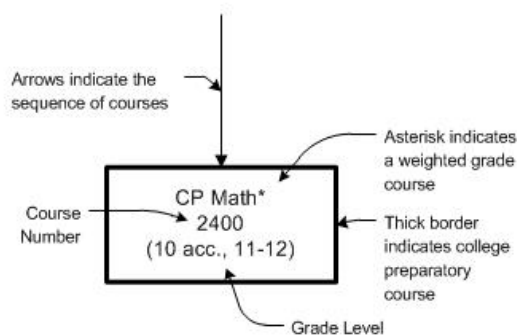 Arrows indicate the
sequence of courses
Asterisk indicates
a weighted grade
course
CP Math*
2400
(10 acc., 11-12)
Course
Number
Thick border
indicates college
preparatory
course
Grade Level